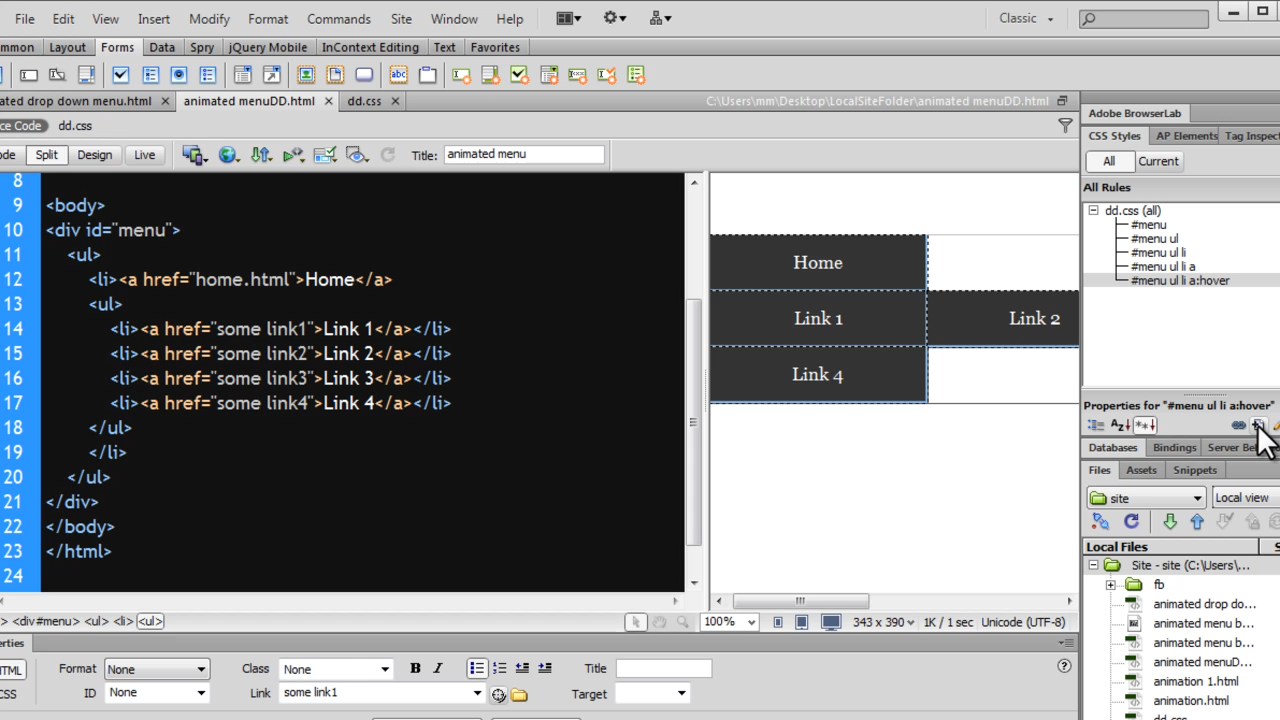 File Edit View Insert Modify Format Commands Site Window Help Classic
mmon Layout Forms Data Spry jQuery Mobile InContext Editing Text Favorites
ated drop down menu.html animated menuDD.html dd.css C:\Users\mm\Desktop\LocalSiteFolder\animated menuDD.html
ce Code dd.css
ode Split Design Live Title: animated menu
8
9 <body>
10 <div id="menu">
11 <ul>
12 <li><a href="home.html">Home</a>
13 <ul>
14 <li><a href="some link1">Link 1</a></li>
15 <li><a href="some link2">Link 2</a></li>
16 <li><a href="some link3">Link 3</a></li>
17 <li><a href="some link4">Link 4</a></li>
18 </ul>
19 </li>
20 </ul>
21 </div>
22 </body>
23 </html>
24
Home
Link 1 Link 2
Link 4
> <div#menu> <ul> <li> <ul> 100% 343 x 390 1K / 1 sec Unicode (UTF-8)
erties
HTML Format None Class None B I Title
CSS ID None Link some link1 Target
Adobe BrowserLab
CSS Styles AP Elements Tag Inspect
All Current
All Rules
dd.css (all)
#menu
#menu ul
#menu ul li
#menu ul li a
#menu ul li a:hover
Properties for "#menu ul li a:hover"
Az **
Databases Bindings Server Be
Files Assets Snippets
site Local view
Local Files S
Site - site (C:\Users\...
fb
animated drop do...
animated menu b...
animated menu b...
animated menuD...
animation 1.html
animation.html
dd.css